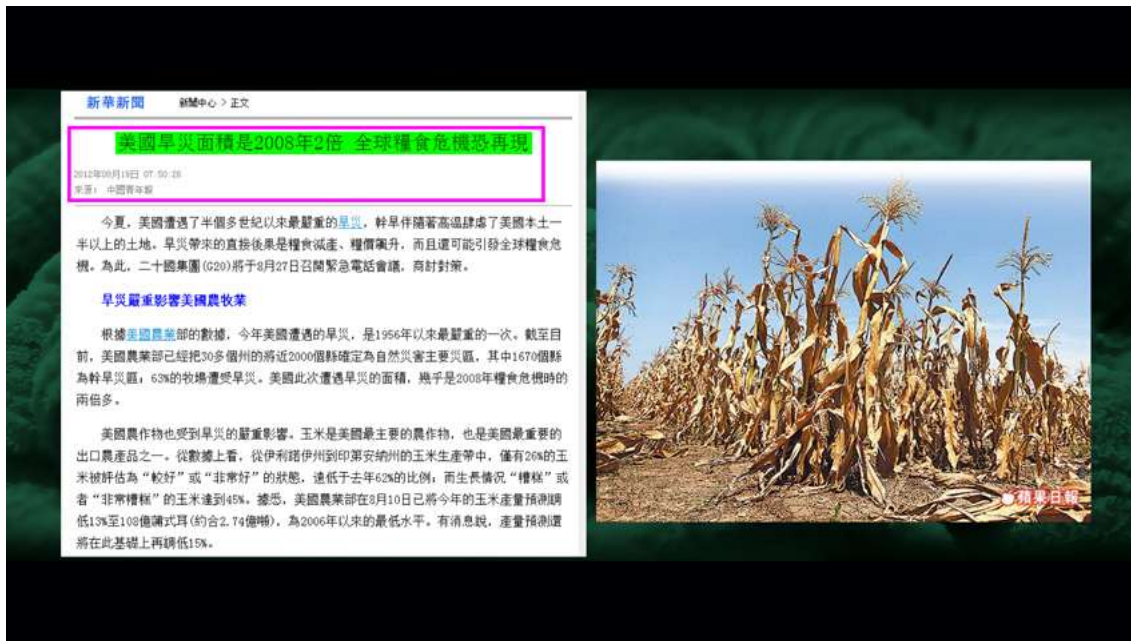 新華新聞 新聞中心 > 正文
美國旱災面積是2008年2倍 全球糧食危機恐再現
來源： 中國青年報
今夏，美國遭遇了半個多世紀以來最嚴重的旱災，幹旱伴隨著高溫肆虐了美國本土一
半以上的土地。旱災帶來的直接後果是糧食減產、糧價飆升，而且還可能引發全球糧食危
機。為此，二十國集團(G20)將于8月27日召開緊急電話會議，商討對策。
旱災嚴重影響美國農牧業
根據美國農業部的數據，今年美國遭遇的旱災，是1956年以來最嚴重的一次。截至目
前，美國農業部已經把30多個州的將近2000個縣確定為自然災害主要災區，其中1670個縣
為幹旱災區；63%的牧場遭受旱災。美國此次遭遇旱災的面積，幾乎是2008年糧食危機時的
兩倍多。
美國農作物也受到旱災的嚴重影響。玉米是美國最主要的農作物，也是美國最重要的
出口農產品之一。從數據上看，從伊利諾伊州到印第安納州的玉米生產帶中，僅有26%的玉
米被評估為“較好”或“非常好”的狀態，遠低于去年62%的比例；而生長情況“糟糕”或
者“非常糟糕”的玉米達到45%。據悉，美國農業部在8月10日已將今年的玉米產量預測調
低13%至108億蒲式耳(約合2.74億噸)，為2006年以來的最低水平。有消息說，產量預測還
將在此基礎上再調低15%。
蘋果日報